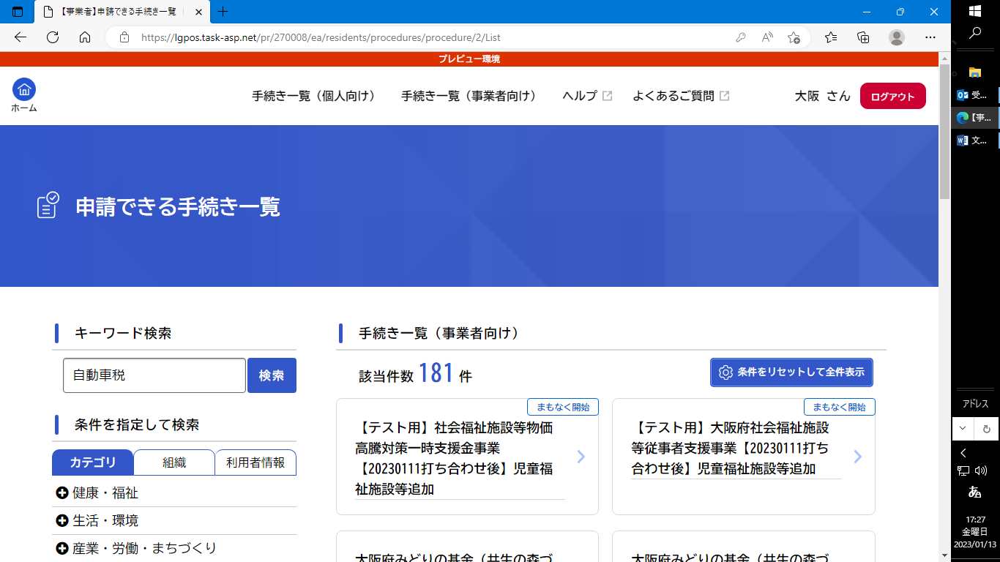 【事業者】申請できる手続き一覧
https://lgpos.task-asp.net/pr/270008/ea/residents/procedures/procedure/2/List
プレビュー環境
ホーム
手続き一覧（個人向け）
手続き一覧（事業者向け）
ヘルプ
よくあるご質問
大阪 さん
ログアウト
申請できる手続き一覧
キーワード検索
自動車税
検索
条件を指定して検索
カテゴリ
組織
利用者情報
健康・福祉
生活・環境
産業・労働・まちづくり
手続き一覧（事業者向け）
該当件数 181 件
条件をリセットして全件表示
まもなく開始
【テスト用】社会福祉施設等物価
高騰対策一時支援金事業
【20230111打ち合わせ後】児童福
祉施設等追加
まもなく開始
【テスト用】大阪府社会福祉施設
等従事者支援事業【20230111打ち
合わせ後】児童福祉施設等追加
大阪府みどりの基金（共生の森づ
大阪府みどりの基金（共生の森づ
受...
【事...
文...
アドレス
あ
17:27
金曜日
2023/01/13